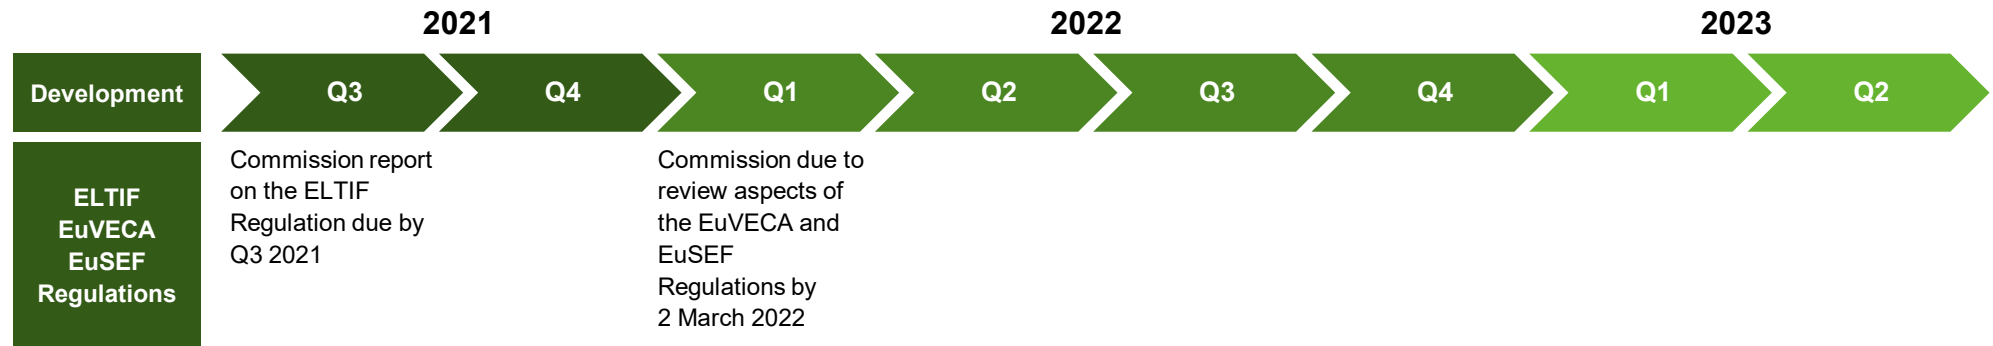 2021 2022 2023
Development Q3 Q4 Q1 Q2 Q3 Q4 Q1 Q2
ELTIF
EuVECA
EuSEF
Regulations
Commission report
on the ELTIF
Regulation due by
Q3 2021
Commission due to
review aspects of
the EuVECA and
EuSEF
Regulations by
2 March 2022